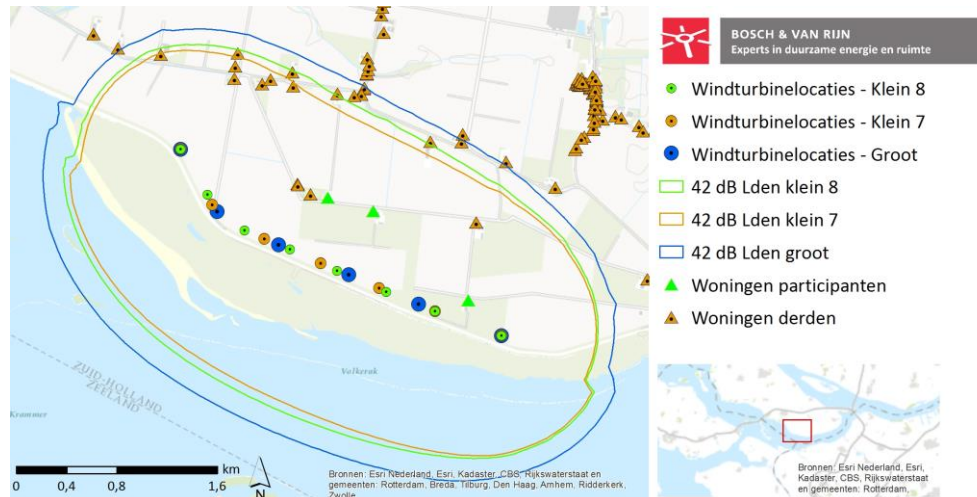 BOSCH & VAN RIJN
Experts in duurzame energie en ruimte
Windturbinelocaties - Klein 8
Windturbinelocaties - Klein 7
Windturbinelocaties - Groot
42 dB Lden klein 8
42 dB Lden klein 7
42 dB Lden groot
Woningen participanten
Woningen derden
ZUID-HOLLAND
ZEELAND
Volkerak
Krammer
km
0 0,4 0,8 1,6
N
Bronnen: Esri Nederland, Esri, Kadaster, CBS, Rijkswaterstaat en
gemeenten: Rotterdam, Breda, Tilburg, Den Haag, Arnhem, Ridderkerk,
Zwolle
Bronnen: Esri Nederland, Esri,
Kadaster, CBS, Rijkswaterstaat
en gemeenten: Rotterdam,